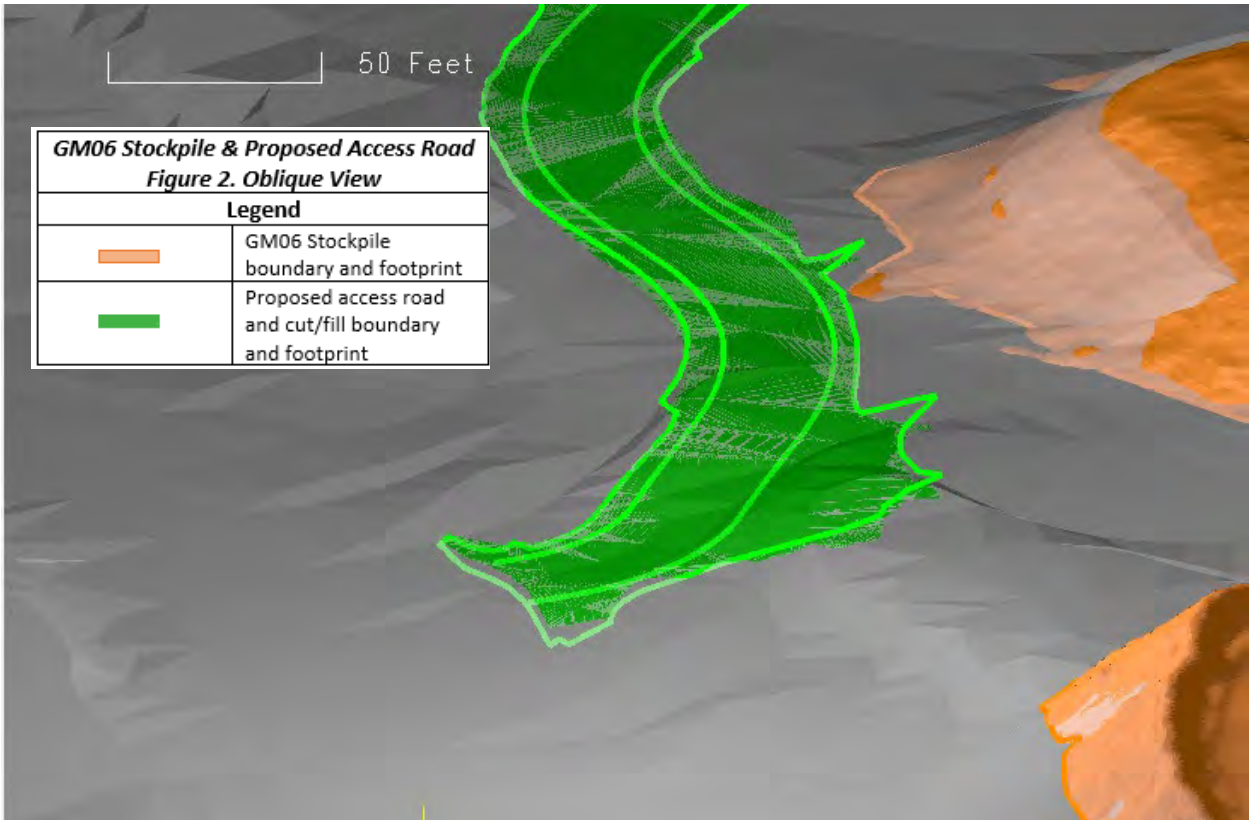 50 Feet
GM06 Stockpile & Proposed Access Road
Figure 2. Oblique View
Legend
GM06 Stockpile
boundary and footprint
Proposed access road
and cut/fill boundary
and footprint